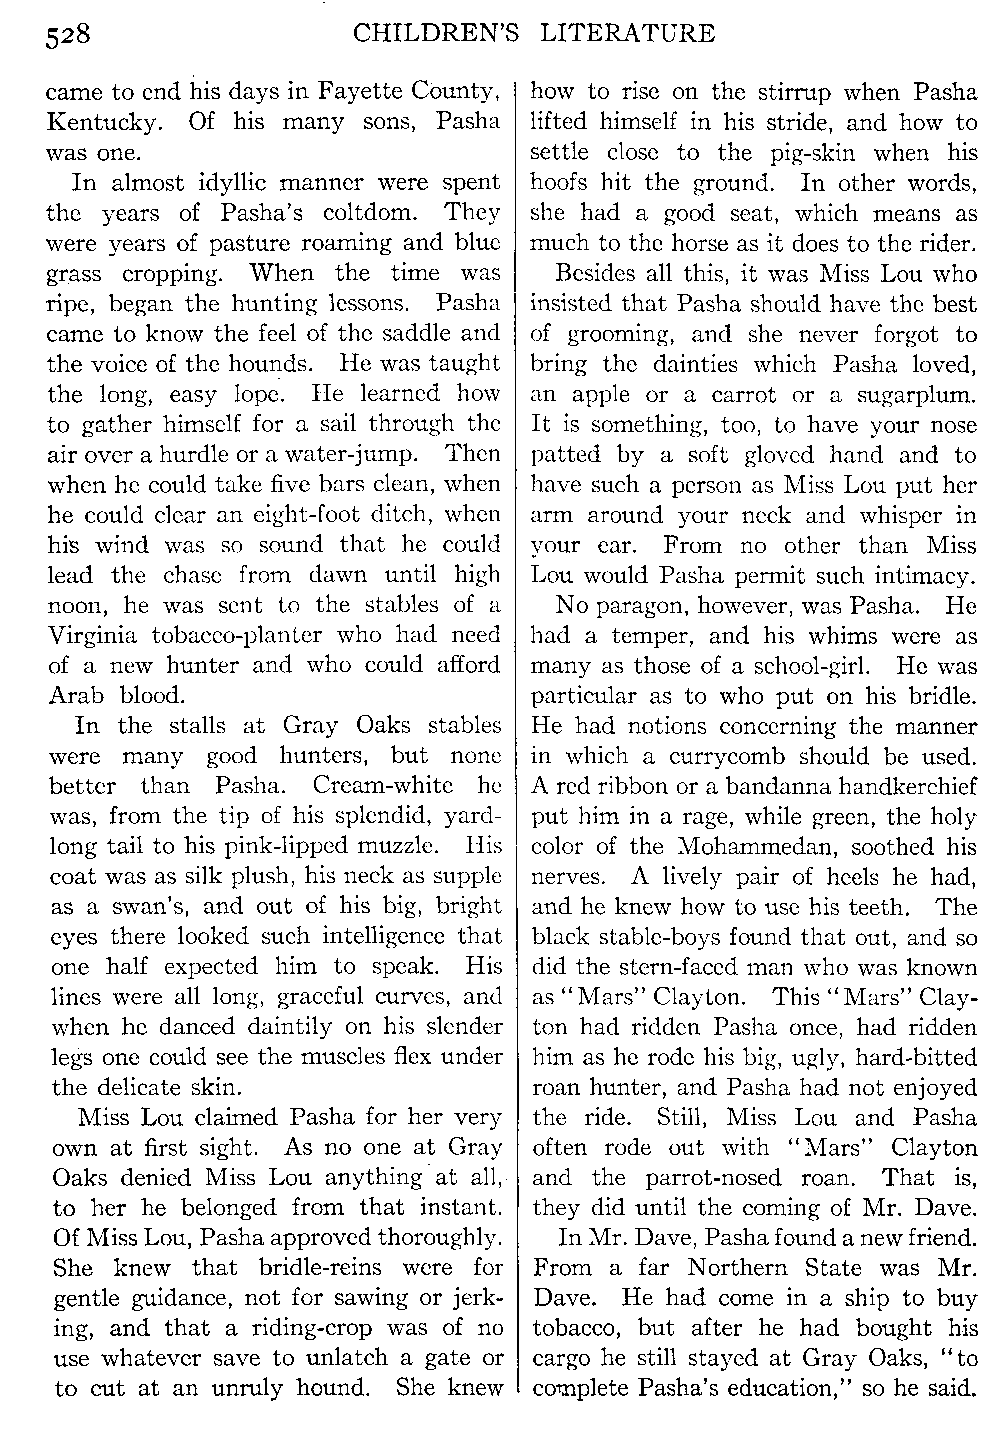 528
CHILDREN'S LITERATURE
came to end his days in Fayette County,
Kentucky. Of his many sons, Pasha
was one.
In almost idyllic manner were spent
the years of Pasha's coltdom. They
were years of pasture roaming and blue
grass cropping. When the time was
ripe, began the hunting lessons. Pasha
came to know the feel of the saddle and
the voice of the hounds. He was taught
the long, easy lope. He learned how
to gather himself for a sail through the
air over a hurdle or a water-jump. Then
when he could take five bars clean, when
he could clear an eight-foot ditch, when
his wind was so sound that he could
lead the chase from dawn until high
noon, he was sent to the stables of a
Virginia tobacco-planter who had need
of a new hunter and who could afford
Arab blood.
In the stalls at Gray Oaks stables
were many good hunters, but none
better than Pasha. Cream-white he
was, from the tip of his splendid, yard-
long tail to his pink-lipped muzzle. His
coat was as silk plush, his neck as supple
as a swan's, and out of his big, bright
eyes there looked such intelligence that
one half expected him to speak. His
lines were all long, graceful curves, and
when he danced daintily on his slender
legs one could see the muscles flex under
the delicate skin.
Miss Lou claimed Pasha for her very
own at first sight. As no one at Gray
Oaks denied Miss Lou anything at all,
to her he belonged from that instant.
Of Miss Lou, Pasha approved thoroughly.
She knew that bridle-reins were for
gentle guidance, not for sawing or jerk-
ing, and that a riding-crop was of no
use whatever save to unlatch a gate or
to cut at an unruly hound. She knew
how to rise on the stirrup when Pasha
lifted himself in his stride, and how to
settle close to the pig-skin when his
hoofs hit the ground. In other words,
she had a good seat, which means as
much to the horse as it does to the rider.
Besides all this, it was Miss Lou who
insisted that Pasha should have the best
of grooming, and she never forgot to
bring the dainties which Pasha loved,
an apple or a carrot or a sugarplum.
It is something, too, to have your nose
patted by a soft gloved hand and to
have such a person as Miss Lou put her
arm around your neck and whisper in
your ear. From no other than Miss
Lou would Pasha permit such intimacy.
No paragon, however, was Pasha. He
had a temper, and his whims were as
many as those of a school-girl. He was
particular as to who put on his bridle.
He had notions concerning the manner
in which a currycomb should be used.
A red ribbon or a bandanna handkerchief
put him in a rage, while green, the holy
color of the Mohammedan, soothed his
nerves. A lively pair of heels he had,
and he knew how to use his teeth. The
black stable-boys found that out, and so
did the stern-faced man who was known
as "Mars" Clayton. This "Mars" Clay-
ton had ridden Pasha once, had ridden
him as he rode his big, ugly, hard-bitted
roan hunter, and Pasha had not enjoyed
the ride. Still, Miss Lou and Pasha
often rode out with "Mars" Clayton
and the parrot-nosed roan. That is,
they did until the coming of Mr. Dave.
In Mr. Dave, Pasha found a new friend.
From a far Northern State was Mr.
Dave. He had come in a ship to buy
tobacco, but after he had bought his
cargo he still stayed at Gray Oaks, "to
complete Pasha's education," so he said.